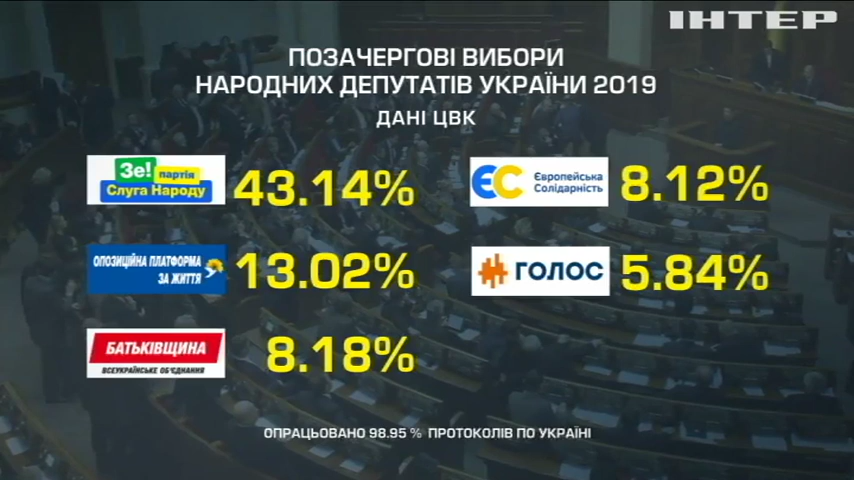 ІНТЕР
ПОЗАЧЕРГОВІ ВИБОРИ
НАРОДНИХ ДЕПУТАТІВ УКРАЇНИ 2019
ДАНІ ЦВК
Зе! партія
Слуга Народу
43.14%
ЄС Європейська
Солідарність
8.12%
ОПОЗИЦІЙНА ПЛАТФОРМА
ЗА ЖИТТЯ
13.02%
ГОЛОС
5.84%
БАТЬКІВЩИНА
ВСЕУКРАЇНСЬКЕ ОБ'ЄДНАННЯ
8.18%
ОПРАЦЬОВАНО 98.95 % ПРОТОКОЛІВ ПО УКРАЇНІ